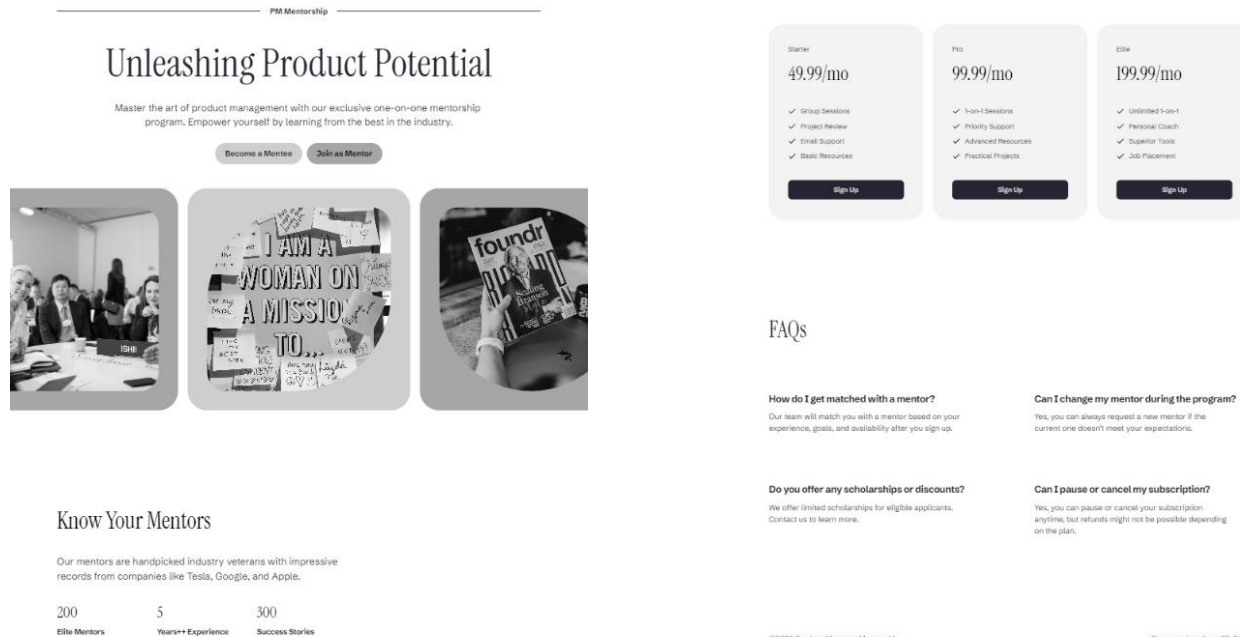 PM Mentorship
Unleashing Product Potential
Master the art of product management with our exclusive one-on-one mentorship
program. Empower yourself by learning from the best in the industry.
Become a Mentee
Join as Mentor
ISHII
I AM A
WOMAN ON
A MISSION
TO...
foundr
Know Your Mentors
Our mentors are handpicked industry veterans with impressive
records from companies like Tesla, Google, and Apple.
200
Elite Mentors
5
Years++ Experience
300
Success Stories
Starter
49.99/mo
Group Sessions
Project Review
Email Support
Basic Resources
Sign Up
Pro
99.99/mo
1-on-1 Sessions
Priority Support
Advanced Resources
Practical Projects
Sign Up
Elite
199.99/mo
Unlimited 1-on-1
Personal Coach
Superior Tools
Job Placement
Sign Up
FAQs
How do I get matched with a mentor?
Our team will match you with a mentor based on your
experience, goals, and availability after you sign up.
Can I change my mentor during the program?
Yes, you can always request a new mentor if the
current one doesn't meet your expectations.
Do you offer any scholarships or discounts?
We offer limited scholarships for eligible applicants.
Contact us to learn more.
Can I pause or cancel my subscription?
Yes, you can pause or cancel your subscription
anytime, but refunds might not be possible depending
on the plan.